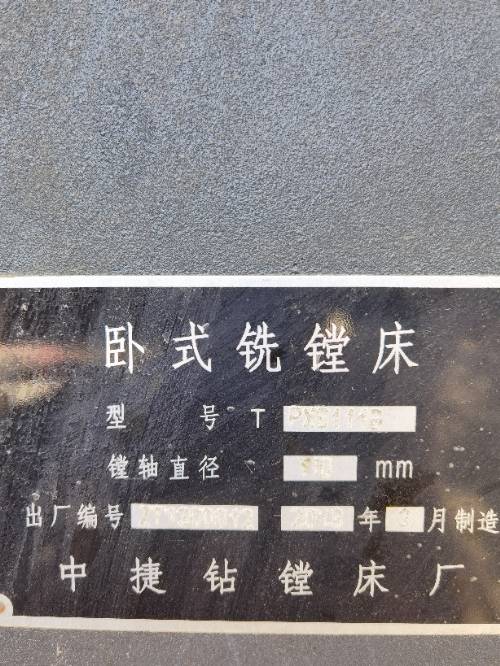 卧式铣镗床
型 号 T
镗轴直径 mm
出厂编号 年 月制造
中捷钻镗床厂